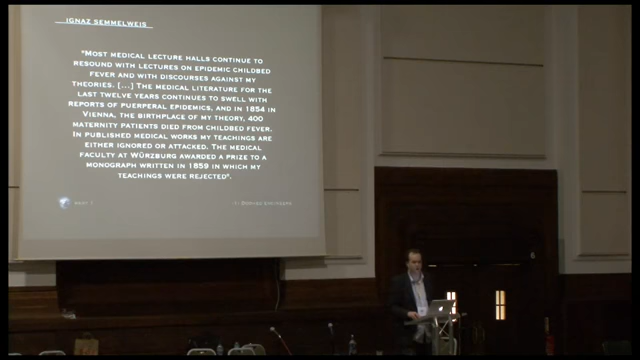 IGNAZ SEMMELWEIS
"MOST MEDICAL LECTURE HALLS CONTINUE TO
RESOUND WITH LECTURES ON EPIDEMIC CHILDBED
FEVER AND WITH DISCOURSES AGAINST MY
THEORIES. [...] THE MEDICAL LITERATURE FOR THE
LAST TWELVE YEARS CONTINUES TO SWELL WITH
REPORTS OF PUERPERAL EPIDEMICS, AND IN 1854 IN
VIENNA, THE BIRTHPLACE OF MY THEORY, 400
MATERNITY PATIENTS DIED FROM CHILDBED FEVER.
IN PUBLISHED MEDICAL WORKS MY TEACHINGS ARE
EITHER IGNORED OR ATTACKED. THE MEDICAL
FACULTY AT WÜRZBURG AWARDED A PRIZE TO A
MONOGRAPH WRITTEN IN 1859 IN WHICH MY
TEACHINGS WERE REJECTED".